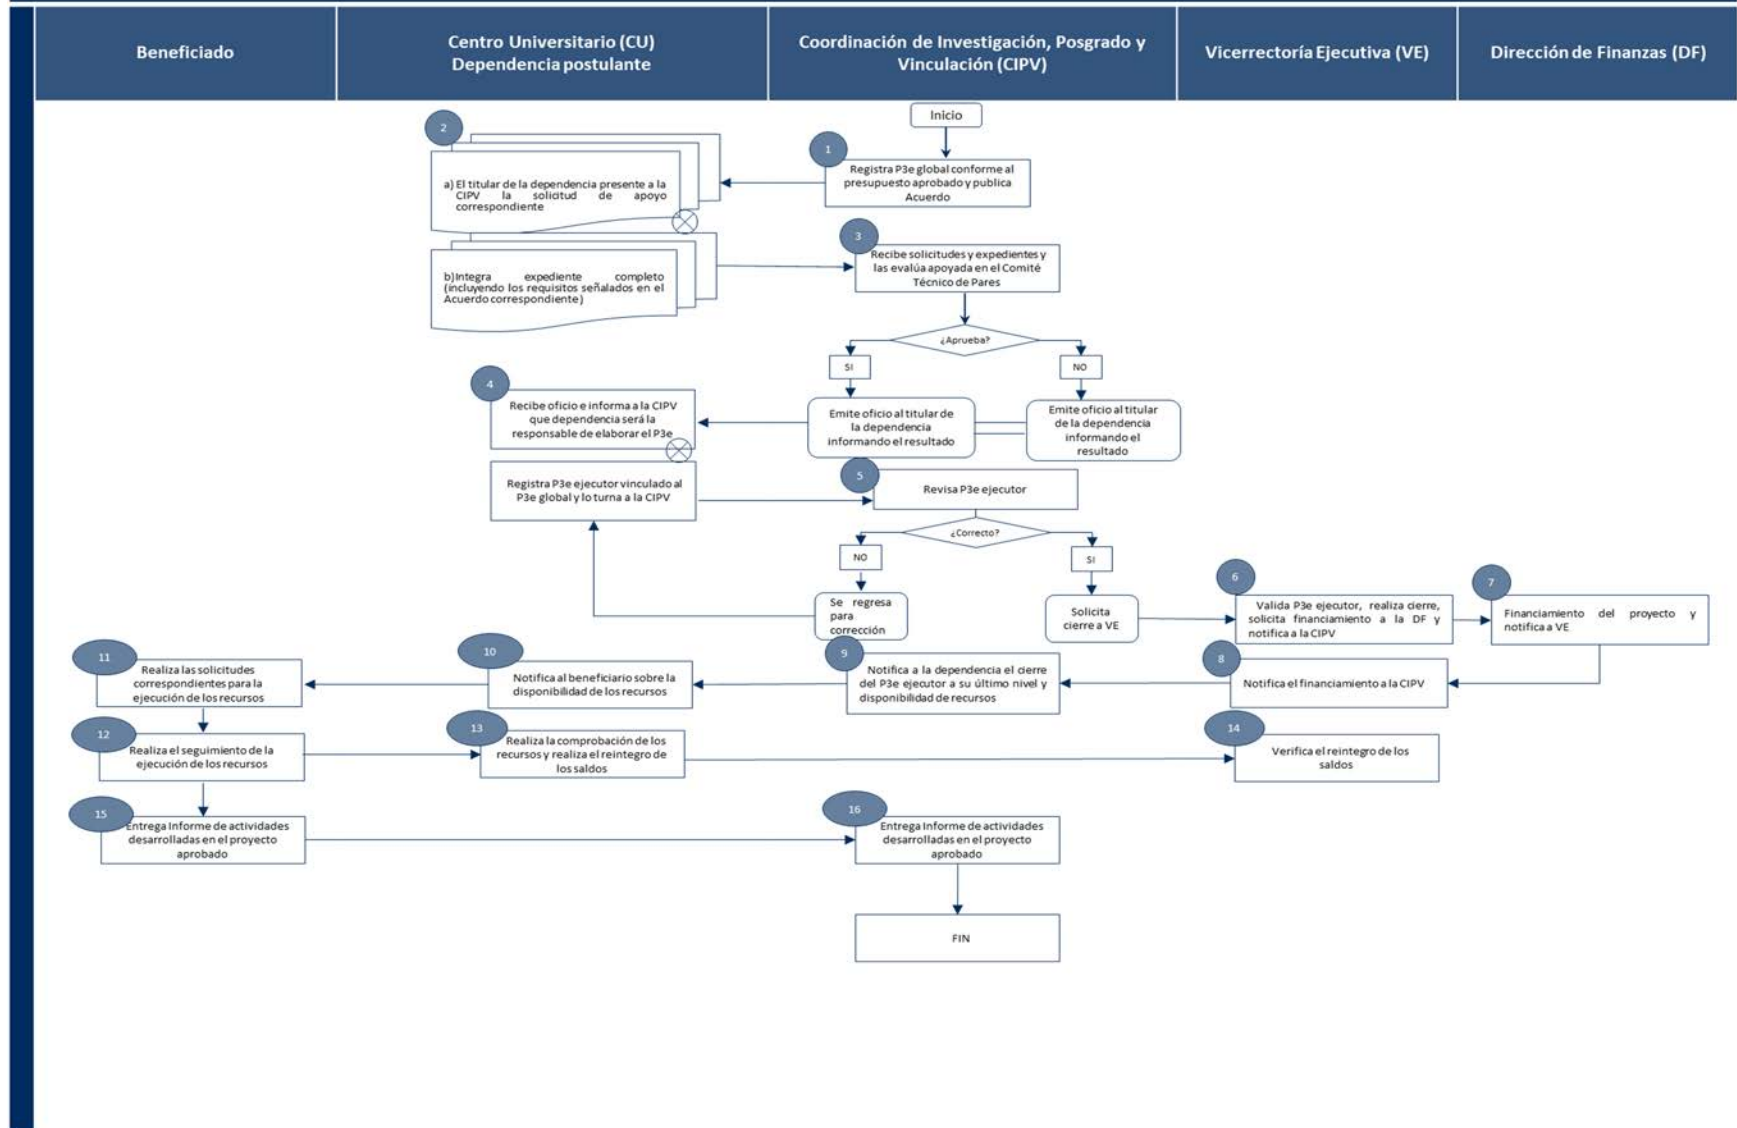 Beneficiado
Centro Universitario (CU)
Dependencia postulante
Coordinación de Investigación, Posgrado y
Vinculación (CIPV)
Vicerrectoría Ejecutiva (VE)
Dirección de Finanzas (DF)
Inicio
1
Registra P3e global conforme al
presupuesto aprobado y publica
Acuerdo
2
a) El titular de la dependencia presente a la
CIPV la solicitud de apoyo
correspondiente
b)Integra expediente completo
(incluyendo los requisitos señalados en el
Acuerdo correspondiente)
3
Recibe solicitudes y expedientes y
las evalúa apoyada en el Comité
Técnico de Pares
¿Aprueba?
SI
NO
Emite oficio al titular de
la dependencia
informando el resultado
Emite oficio al titular
de la dependencia
informando el
resultado
4
Recibe oficio e informa a la CIPV
que dependencia será la
responsable de elaborar el P3e
Registra P3e ejecutor vinculado al
P3e global y lo turna a la CIPV
5
Revisa P3e ejecutor
¿Correcto?
NO
SI
Se regresa
para
corrección
Solicita
cierre a VE
6
Valida P3e ejecutor, realiza cierre,
solicita financiamiento a la DF y
notifica a la CIPV
7
Financiamiento del proyecto y
notifica a VE
8
Notifica el financiamiento a la CIPV
9
Notifica a la dependencia el cierre
del P3e ejecutor a su último nivel y
disponibilidad de recursos
10
Notifica al beneficiario sobre la
disponibilidad de los recursos
11
Realiza las solicitudes
correspondientes para la
ejecución de los recursos
12
Realiza el seguimiento de la
ejecución de los recursos
13
Realiza la comprobación de los
recursos y realiza el reintegro de
los saldos
14
Verifica el reintegro de los
saldos
15
Entrega Informe de actividades
desarrolladas en el proyecto
aprobado
16
Entrega Informe de actividades
desarrolladas en el proyecto
aprobado
FIN